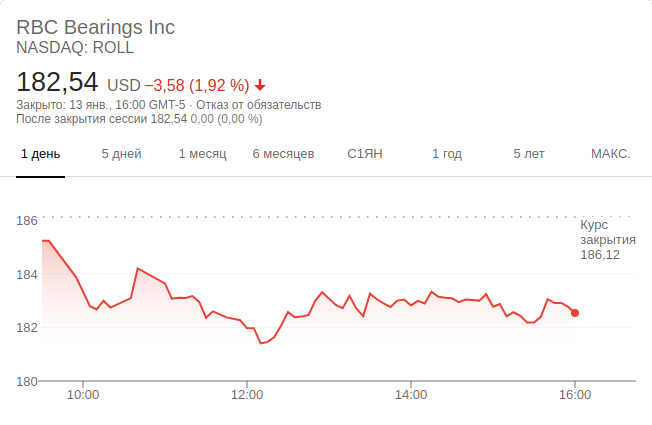 RBC Bearings Inc
NASDAQ: ROLL
182,54 USD −3,58 (1,92 %)
Закрыто: 13 янв., 16:00 GMT-5 · Отказ от обязательств
После закрытия сессии 182,54 0,00 (0,00 %)
1 день 5 дней 1 месяц 6 месяцев С1ЯН 1 год 5 лет МАКС.
186
Курс
закрытия
186,12
184
182
180
10:00 12:00 14:00 16:00